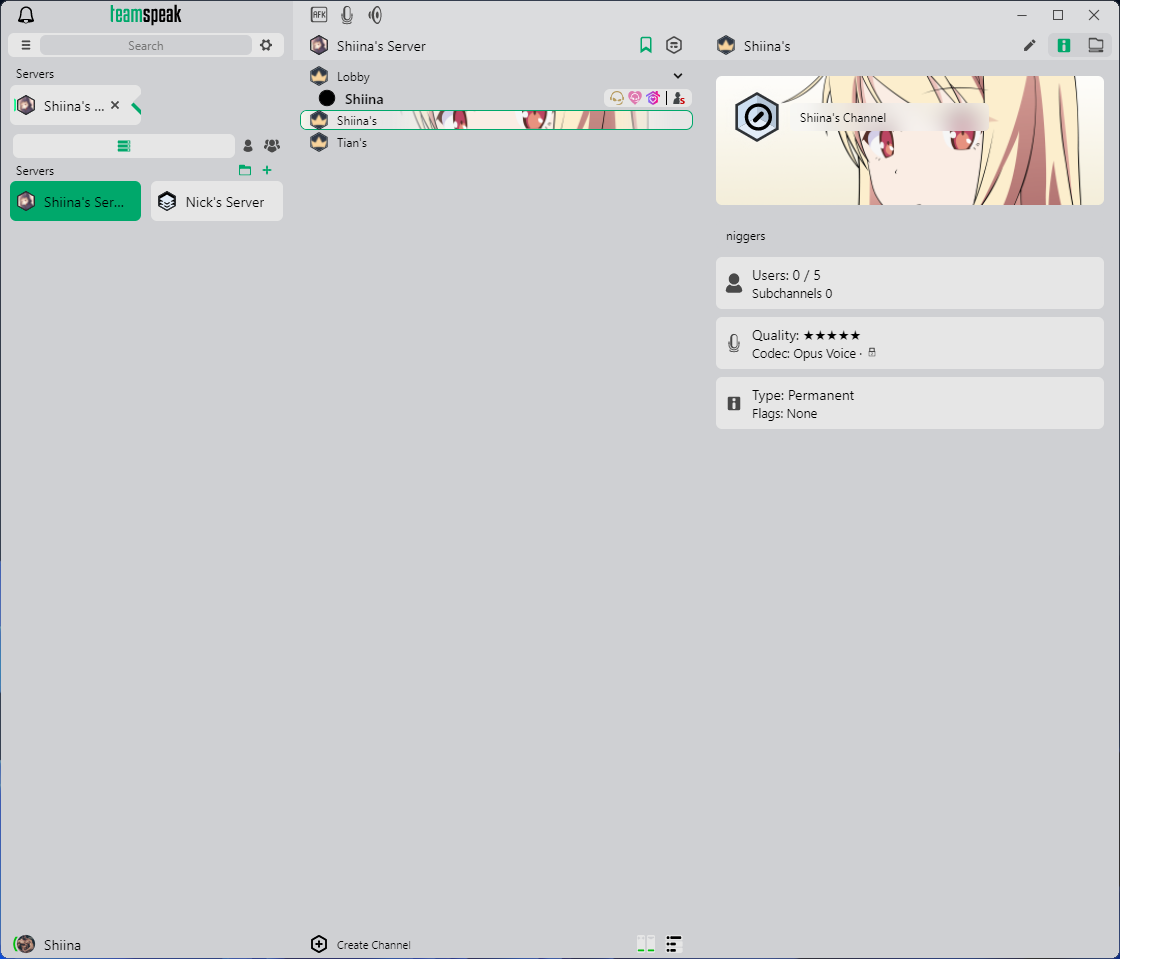 teamspeak
AFK
Search
Shiina's Server
Shiina's
Servers
Lobby
Shiina's ...
Shiina
S
Shiina's
Shiina's Channel
Tian's
Servers
Shiina's Ser...
Nick's Server
niggers
Users: 0 / 5
Subchannels 0
Quality: ★★★★★
Codec: Opus Voice ·
Type: Permanent
Flags: None
Shiina
Create Channel